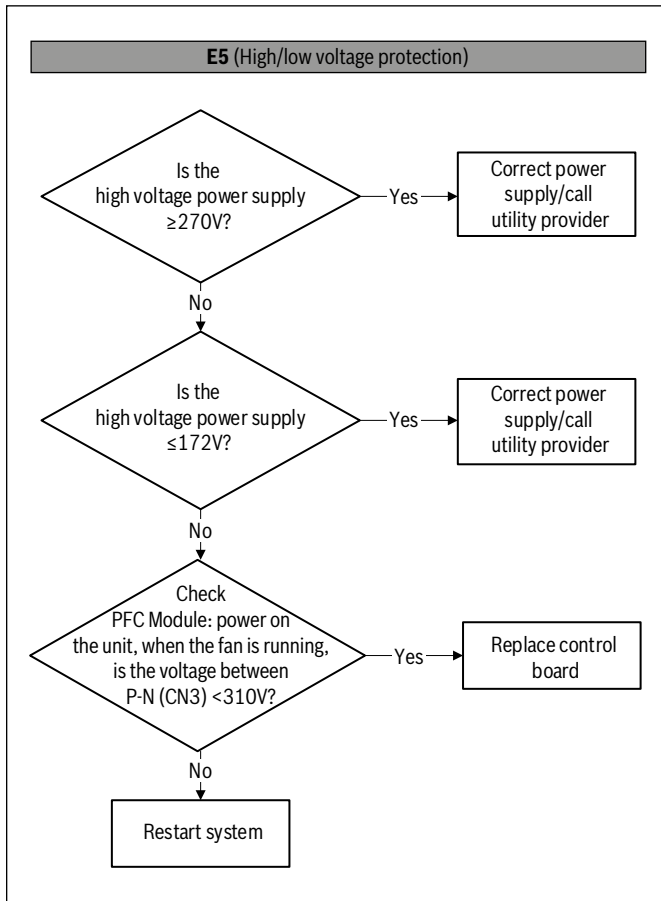 E5 (High/low voltage protection)
Is the
high voltage power supply
≥270V?
Yes
Correct power
supply/call
utility provider
No
Is the
high voltage power supply
≤172V?
Yes
Correct power
supply/call
utility provider
No
Check
PFC Module: power on
the unit, when the fan is running,
is the voltage between
P-N (CN3) <310V?
Yes
Replace control
board
No
Restart system